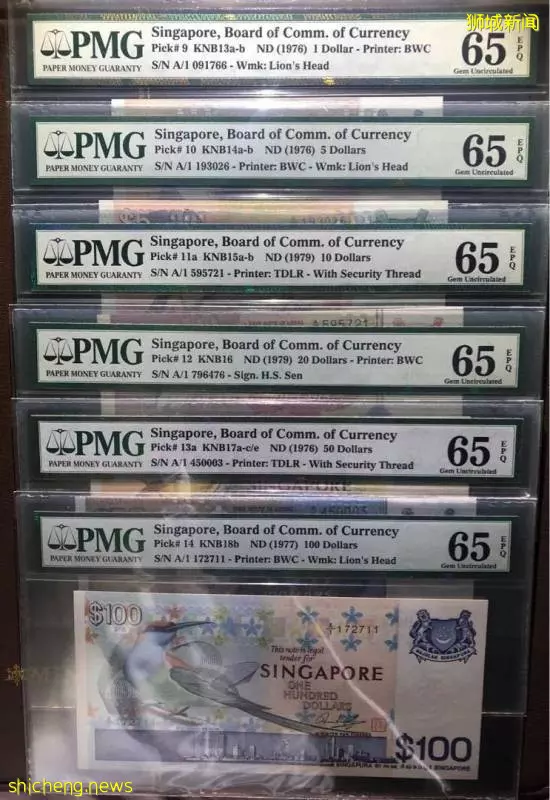 狮城新闻
PMG
PAPER MONEY GUARANTY
Singapore, Board of Comm. of Currency
Pick# 9 KNB13a-b ND (1976) 1 Dollar - Printer: BWC
S/N A/1 091766 - Wmk: Lion's Head
65 EPQ
Gem Uncirculated
PMG
PAPER MONEY GUARANTY
Singapore, Board of Comm. of Currency
Pick# 10 KNB14a-b ND (1976) 5 Dollars
S/N A/1 193026 - Printer: BWC - Wmk: Lion's Head
65 EPQ
Gem Uncirculated
PMG
PAPER MONEY GUARANTY
Singapore, Board of Comm. of Currency
Pick# 11a KNB15a-b ND (1979) 10 Dollars
S/N A/1 595721 - Printer: TDLR - With Security Thread
65 EPQ
Gem Uncirculated
PMG
PAPER MONEY GUARANTY
Singapore, Board of Comm. of Currency
Pick# 12 KNB16 ND (1979) 20 Dollars - Printer: BWC
S/N A/1 796476 - Sign. H.S. Sen
65 EPQ
Gem Uncirculated
PMG
PAPER MONEY GUARANTY
Singapore, Board of Comm. of Currency
Pick# 13a KNB17a-c/e ND (1976) 50 Dollars
S/N A/1 450003 - Printer: TDLR - With Security Thread
65 EPQ
Gem Uncirculated
PMG
PAPER MONEY GUARANTY
Singapore, Board of Comm. of Currency
Pick# 14 KNB18b ND (1977) 100 Dollars
S/N A/1 172711 - Printer: BWC - Wmk: Lion's Head
65 EPQ
Gem Uncirculated
$100
A/1 172711
This note is legal
tender for
SINGAPORE
ONE
HUNDRED
DOLLARS
MAJULAH SINGAPURA
A/1 172711
$100
shicheng.news